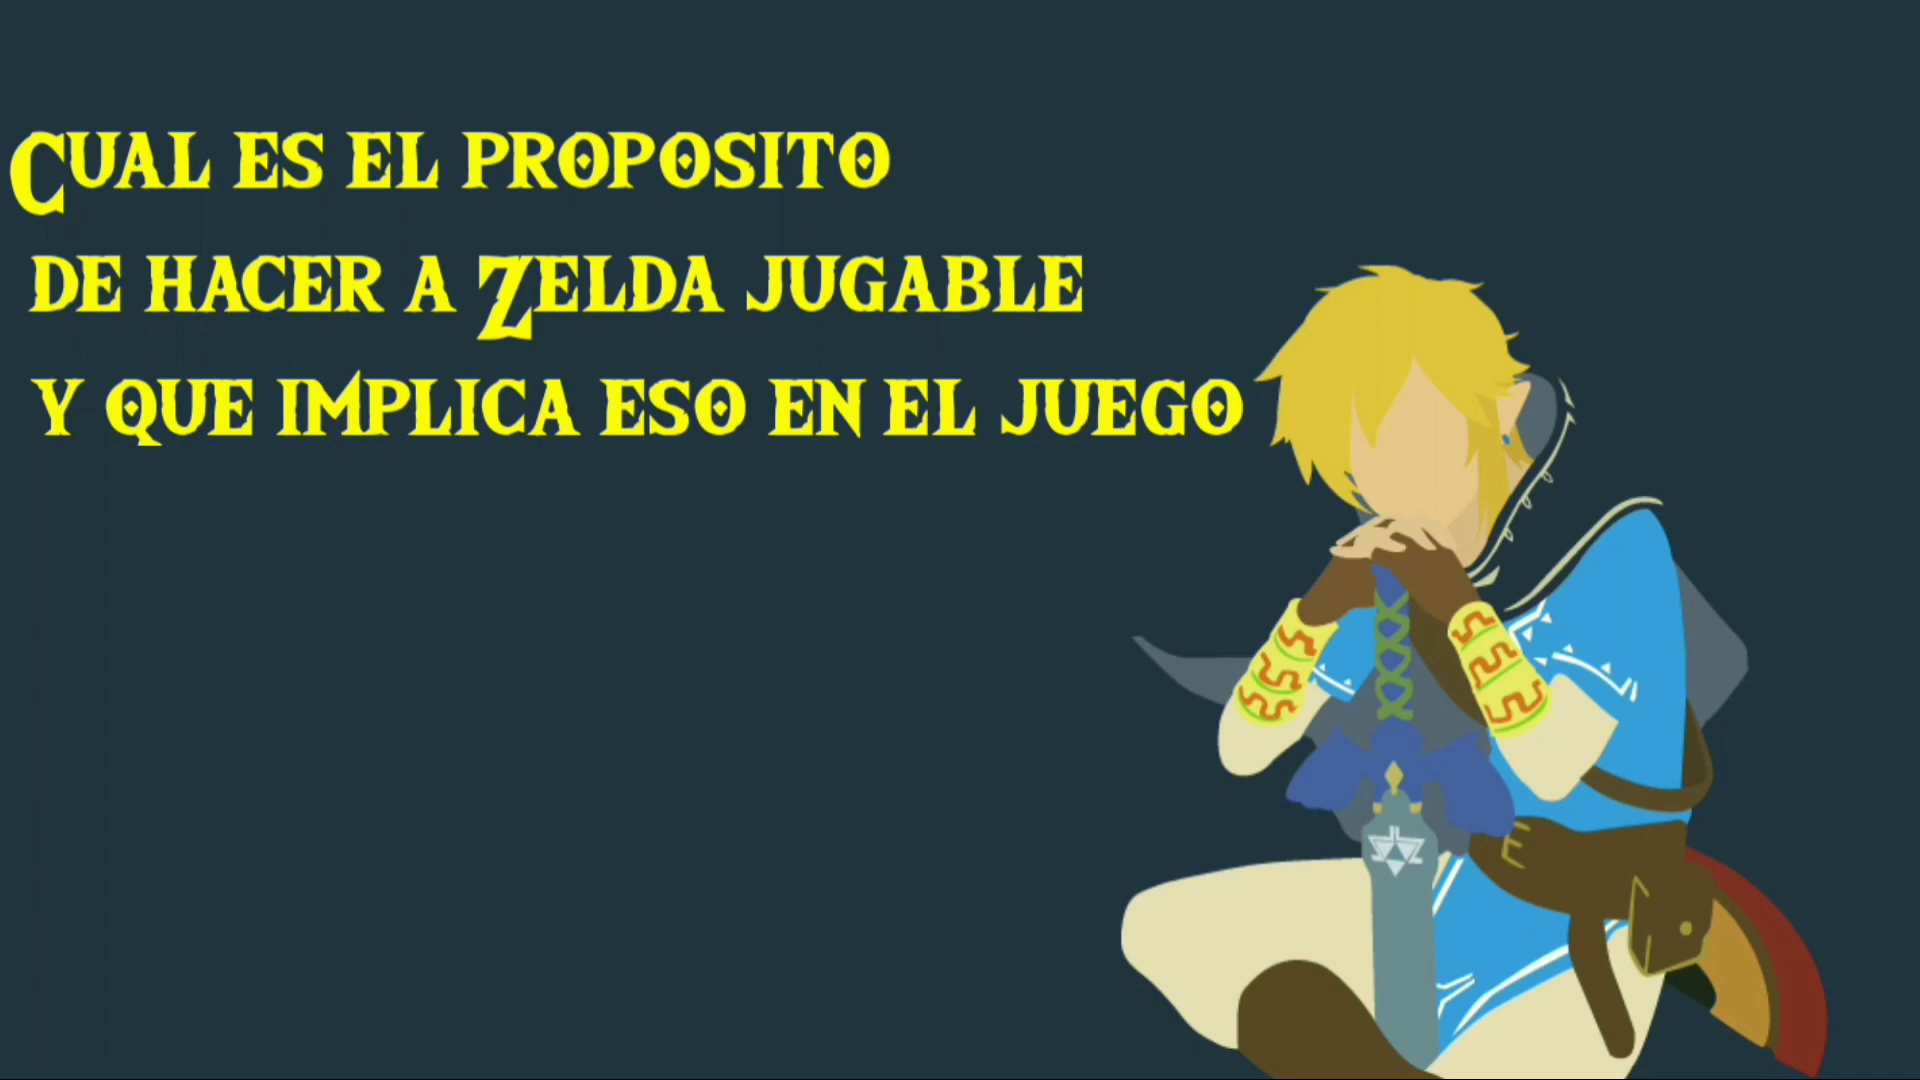 Cual es el proposito
de hacer a Zelda jugable
y que implica eso en el juego